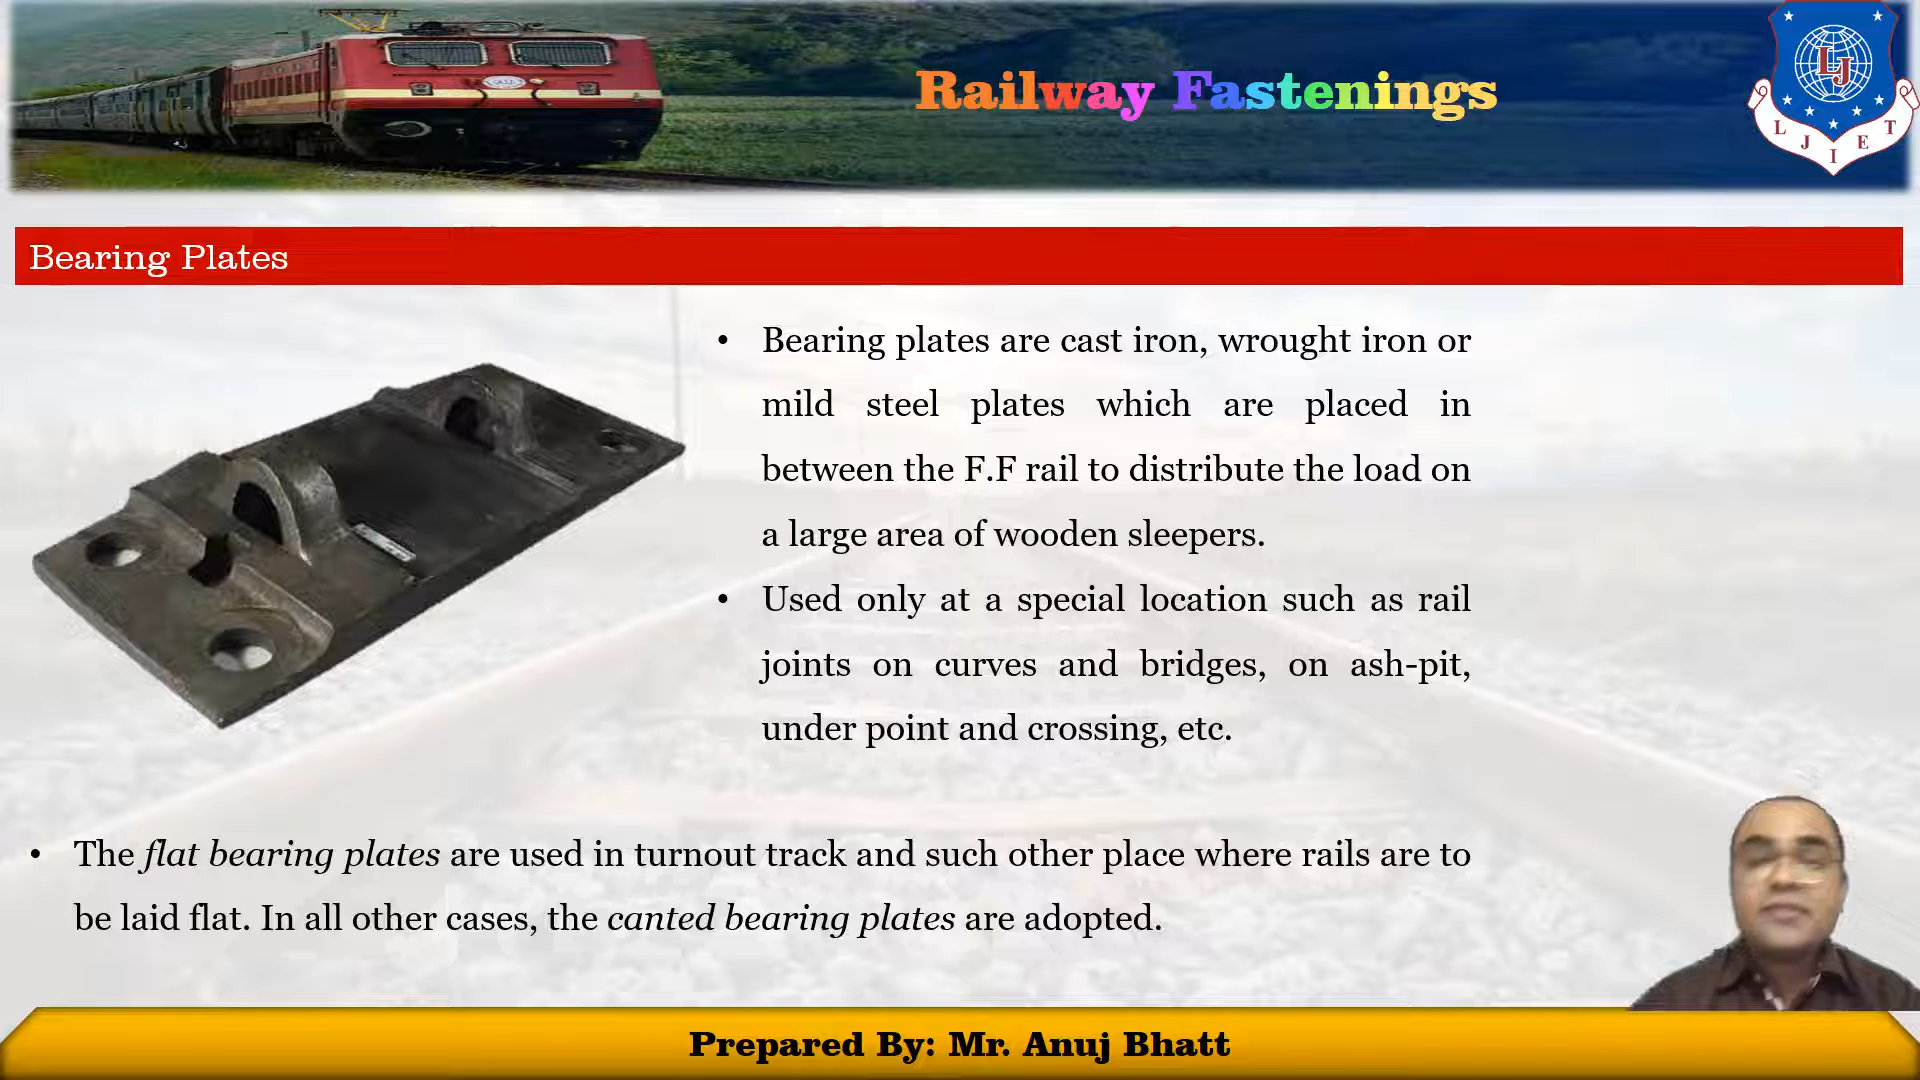 Railway Fastenings
LJ
L J I E T
Bearing Plates
• Bearing plates are cast iron, wrought iron or
mild steel plates which are placed in
between the F.F rail to distribute the load on
a large area of wooden sleepers.
• Used only at a special location such as rail
joints on curves and bridges, on ash-pit,
under point and crossing, etc.
• The flat bearing plates are used in turnout track and such other place where rails are to
be laid flat. In all other cases, the canted bearing plates are adopted.
Prepared By: Mr. Anuj Bhatt